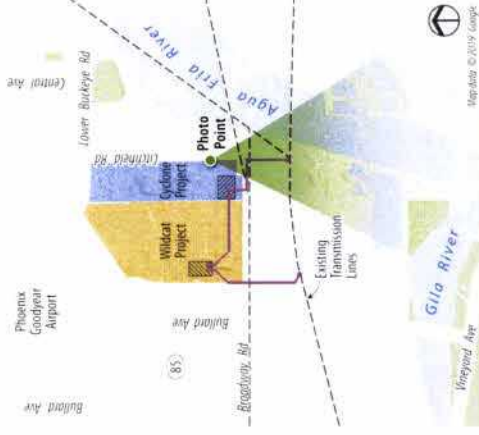 Central Ave
Lower Buckeye Rd
Agua Fria River
Litchfield Rd
Photo
Point
Cyclone
Project
Wildcat
Project
Phoenix
Goodyear
Airport
Bullard Ave
Bullard Ave
85
Broadway Rd
Existing
Transmission
Lines
Gila River
Vineyard Ave
Map data © 2019 Google